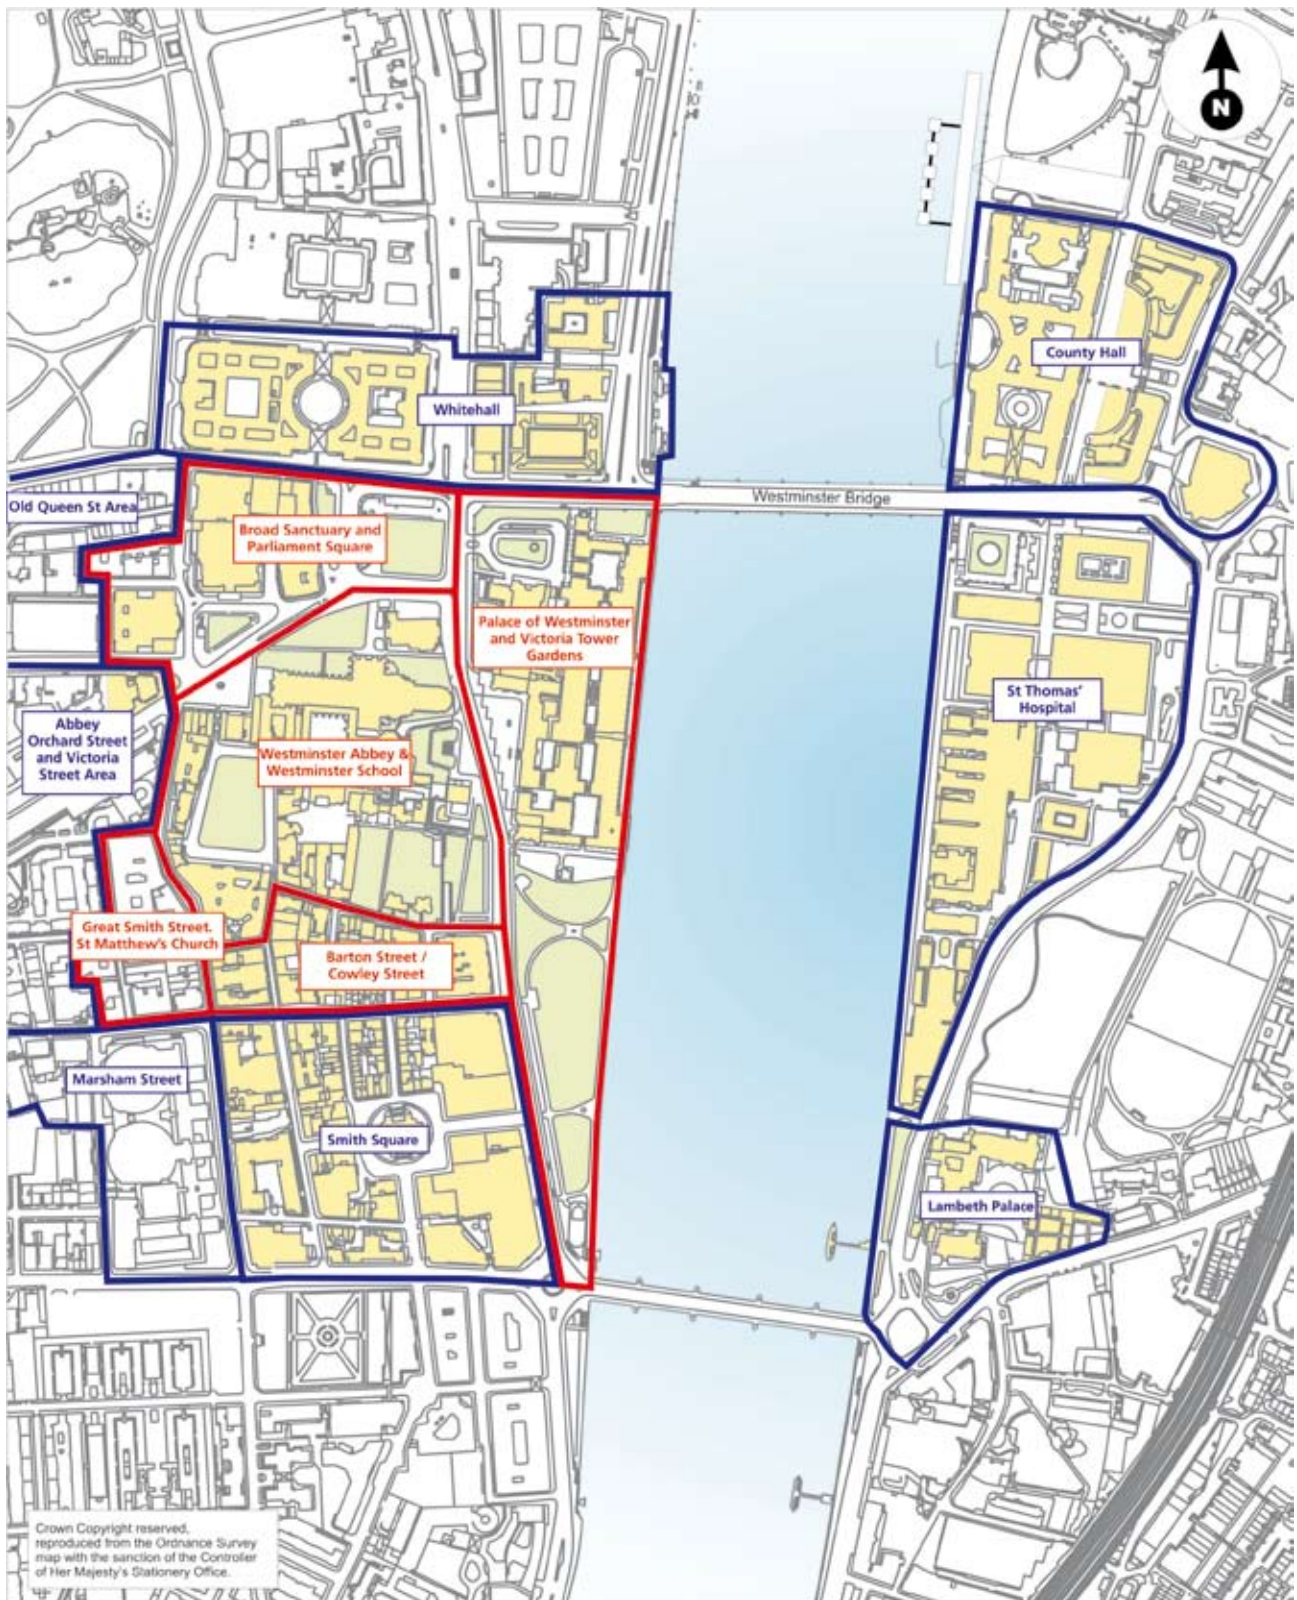 N
County Hall
Whitehall
Westminster Bridge
Old Queen St Area
Broad Sanctuary and
Parliament Square
Palace of Westminster
and Victoria Tower
Gardens
St Thomas'
Hospital
Abbey
Orchard Street
and Victoria
Street Area
Westminster Abbey &
Westminster School
Great Smith Street.
St Matthew's Church
Barton Street /
Cowley Street
Marsham Street
Smith Square
Lambeth Palace
Crown Copyright reserved,
reproduced from the Ordnance Survey
map with the sanction of the Controller
of Her Majesty's Stationery Office.